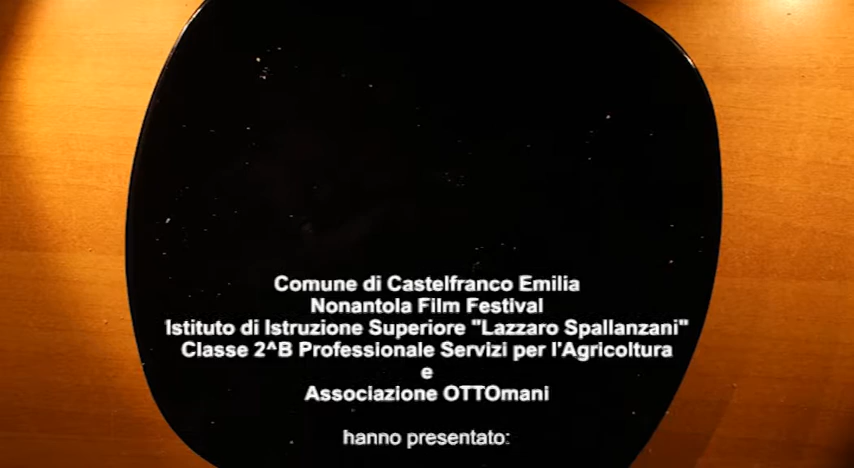 Comune di Castelfranco Emilia
Nonantola Film Festival
Istituto di Istruzione Superiore "Lazzaro Spallanzani"
Classe 2^B Professionale Servizi per l'Agricoltura
e
Associazione OTTOmani
hanno presentato: